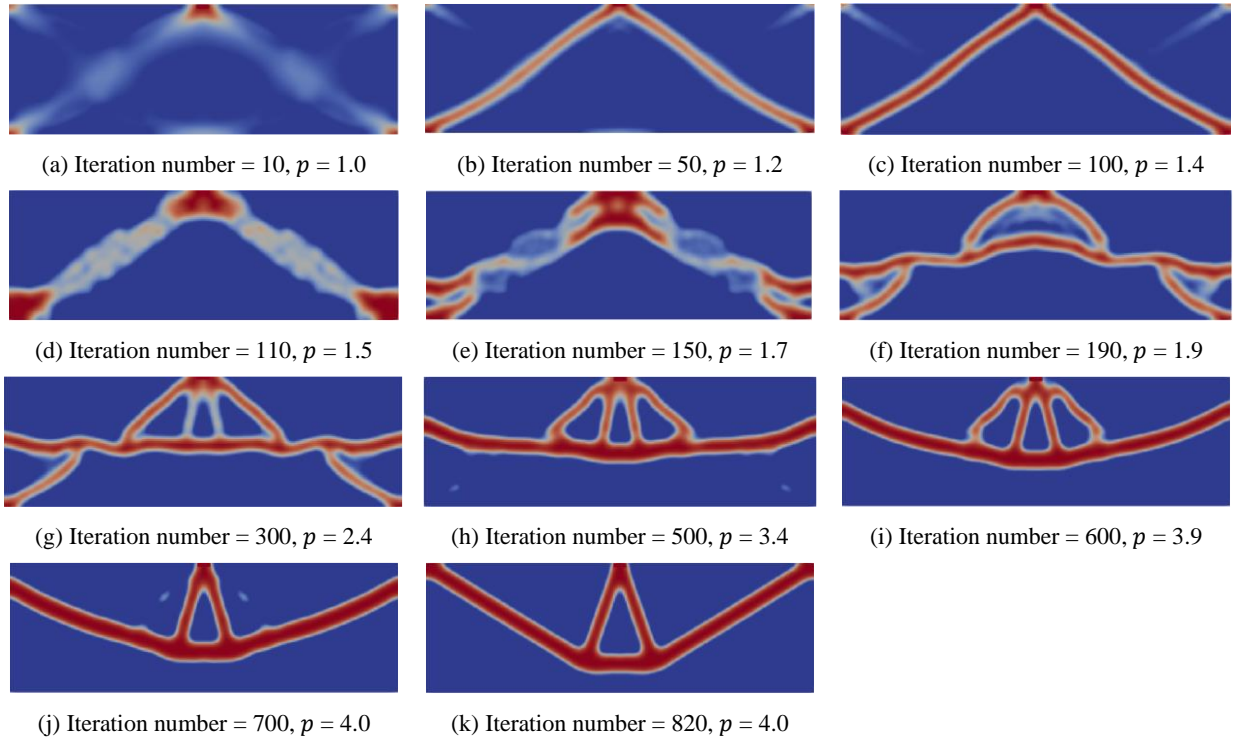 (a) Iteration number = 10, p = 1.0
(b) Iteration number = 50, p = 1.2
(c) Iteration number = 100, p = 1.4
(d) Iteration number = 110, p = 1.5
(e) Iteration number = 150, p = 1.7
(f) Iteration number = 190, p = 1.9
(g) Iteration number = 300, p = 2.4
(h) Iteration number = 500, p = 3.4
(i) Iteration number = 600, p = 3.9
(j) Iteration number = 700, p = 4.0
(k) Iteration number = 820, p = 4.0